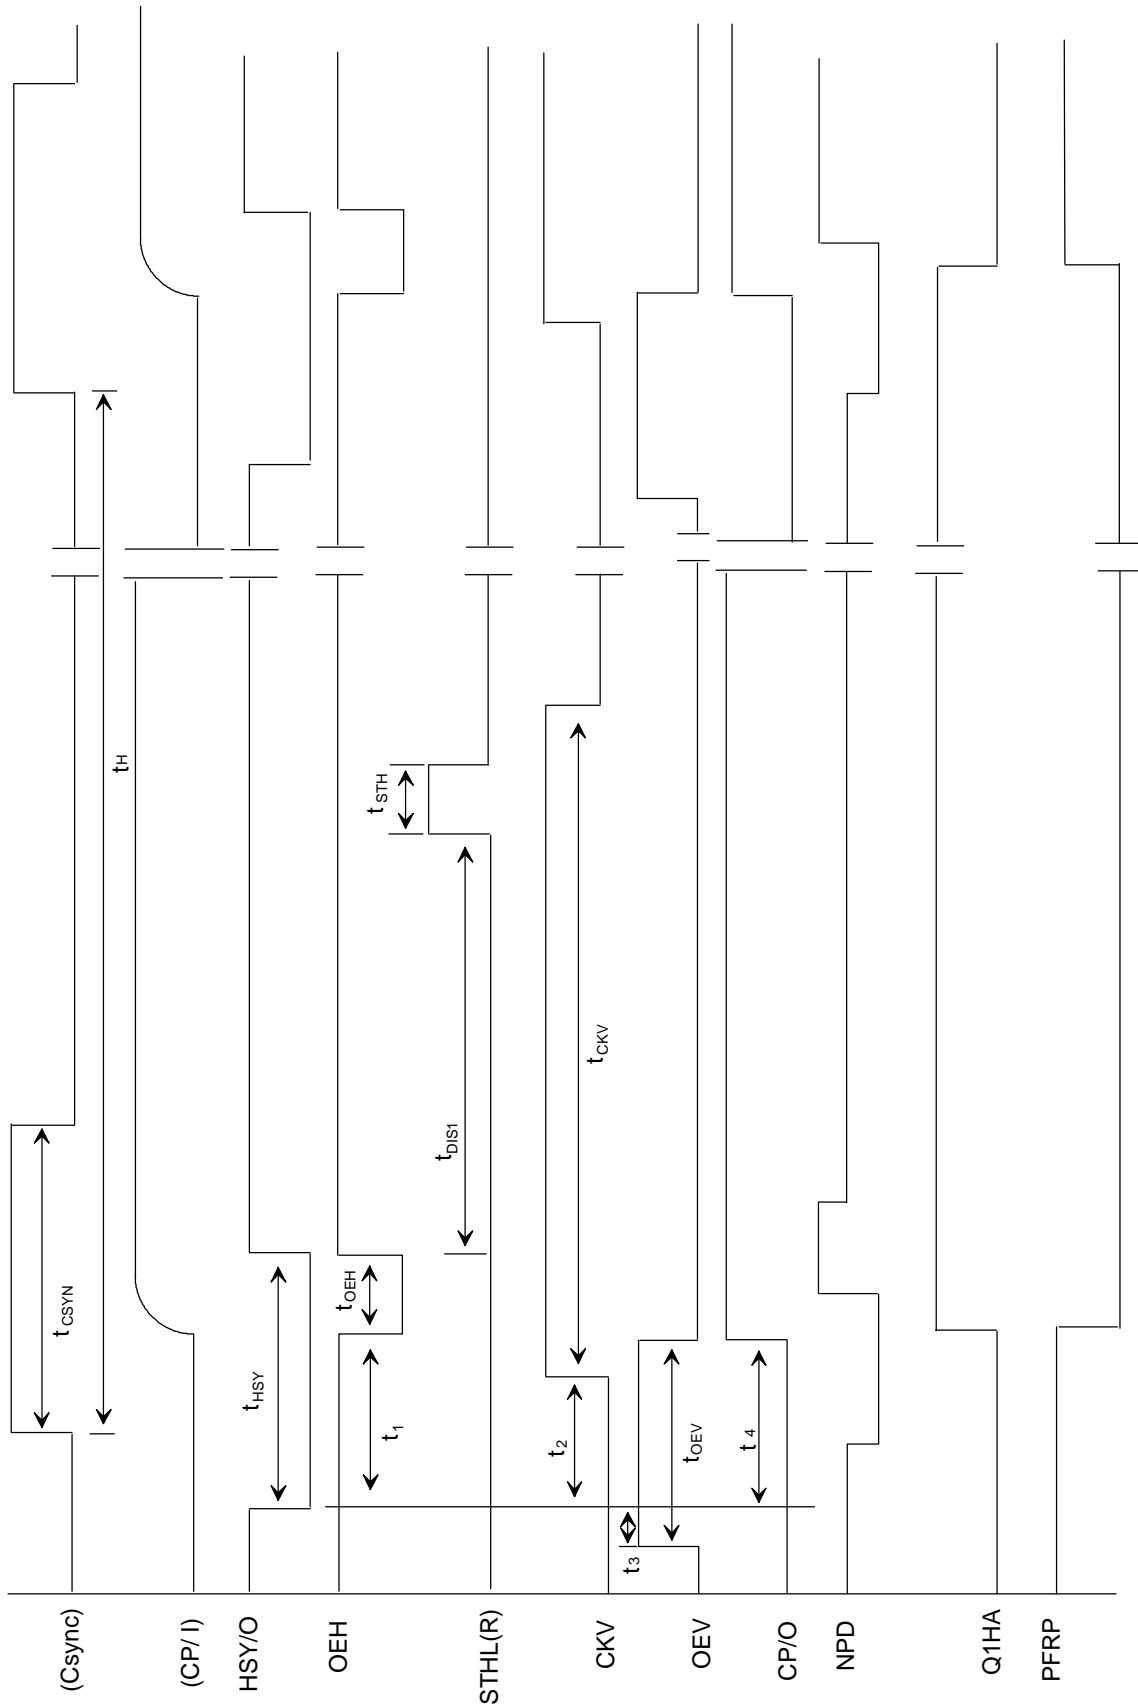 (Csync)
tCSYN
tH
(CP/ I)
HSY/O
tHSY
OEH
t1
tOEH
STHL(R)
tDIS1
tSTH
CKV
t2
tCKV
OEV
t3
tOEV
CP/O
t 4
NPD
Q1HA
PFRP